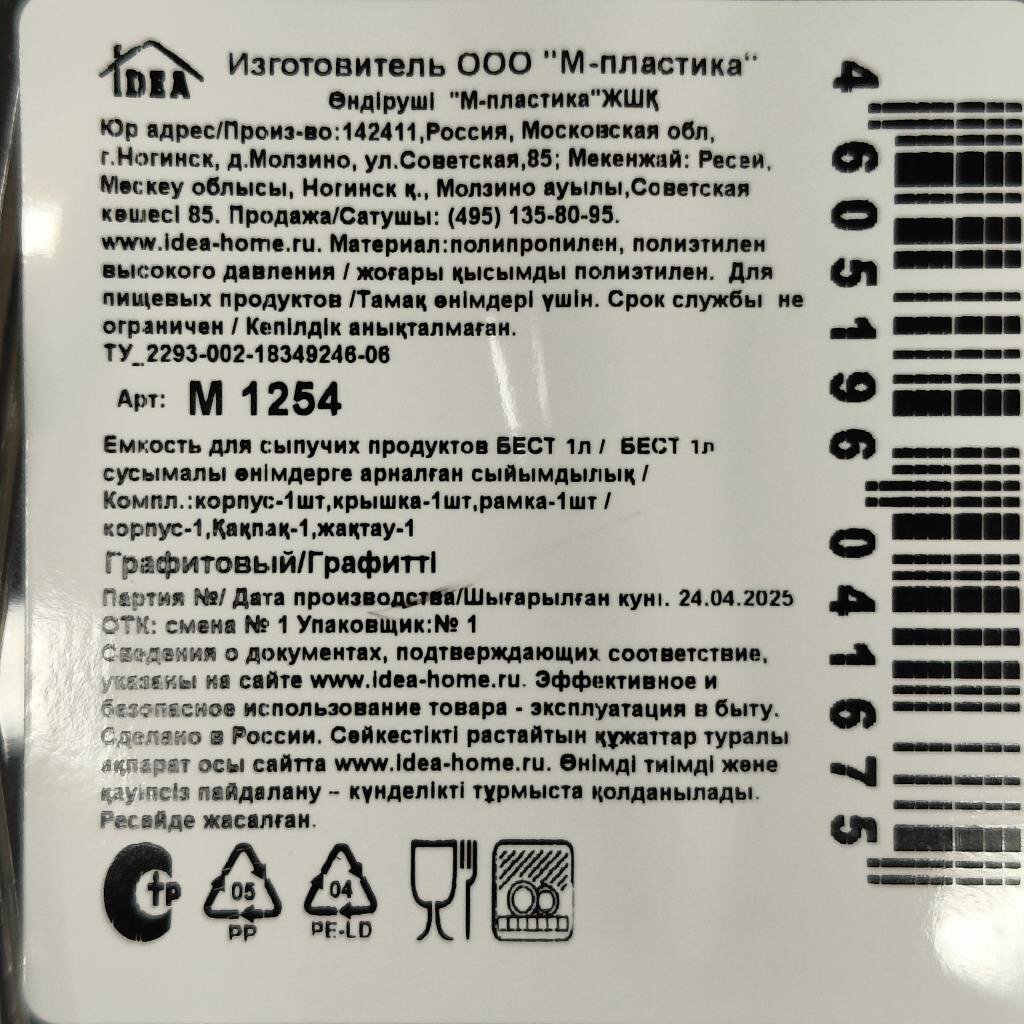 IDEA
Изготовитель ООО "М-пластика"
Өндіруші "М-пластика"ЖШҚ
Юр адрес/Произ-во:142411,Россия, Московская обл,
г.Ногинск, д.Молзино, ул.Советская,85; Мекенжай: Ресей,
Мәскеу облысы, Ногинск қ., Молзино ауылы,Советская
көшесі 85. Продажа/Сатушы: (495) 135-80-95.
www.idea-home.ru. Материал:полипропилен, полиэтилен
высокого давления / жоғары қысымды полиэтилен. Для
пищевых продуктов /Тамақ өнімдері үшін. Срок службы не
ограничен / Кепілдік анықталмаған.
ТУ_2293-002-18349246-06
Арт: М 1254
Емкость для сыпучих продуктов БЕСТ 1л / БЕСТ 1л
сусымалы өнімдерге арналған сыйымдылық /
Компл.:корпус-1шт,крышка-1шт,рамка-1шт /
корпус-1,Қақпақ-1,жақтау-1
Графитовый/Графитті
Партия №/ Дата производства/Шығарылған күні. 24.04.2025
ОТК: смена № 1 Упаковщик:№ 1
Сведения о документах, подтверждающих соответствие,
указаны на сайте www.idea-home.ru. Эффективное и
безопасное использование товара - эксплуатация в быту.
Сделано в России. Сәйкестікті растайтын құжаттар туралы
ақпарат осы сайтта www.idea-home.ru. Өнімді тиімді және
қауіпсіз пайдалану - күнделікті тұрмыста қолданылады.
Ресейде жасалған.
СТР
05
PP
04
PE-LD
4 605196 041675